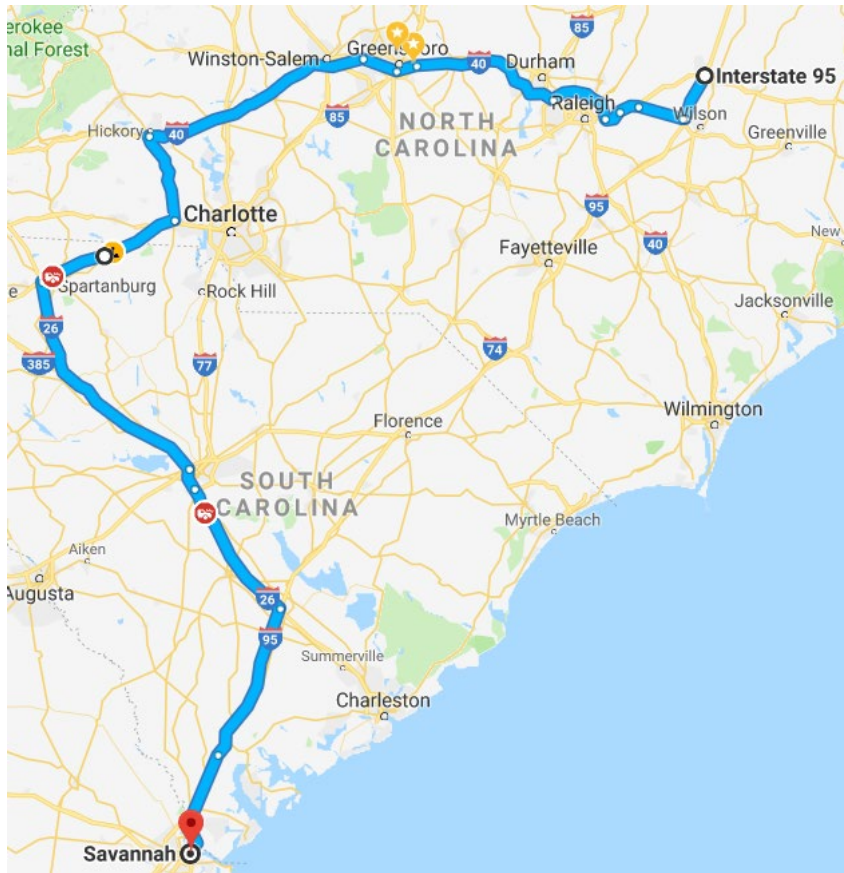 erokee
nal Forest
Winston-Salem
Greensboro
Durham
85
40
Interstate 95
Raleigh
Wilson
Hickory
40
85
NORTH
CAROLINA
Greenville
Charlotte
95
Fayetteville
40
New
Spartanburg
e
Rock Hill
Jacksonville
26
385
77
74
Wilmington
Florence
SOUTH
CAROLINA
Myrtle Beach
Aiken
Augusta
26
95
Summerville
Charleston
Savannah